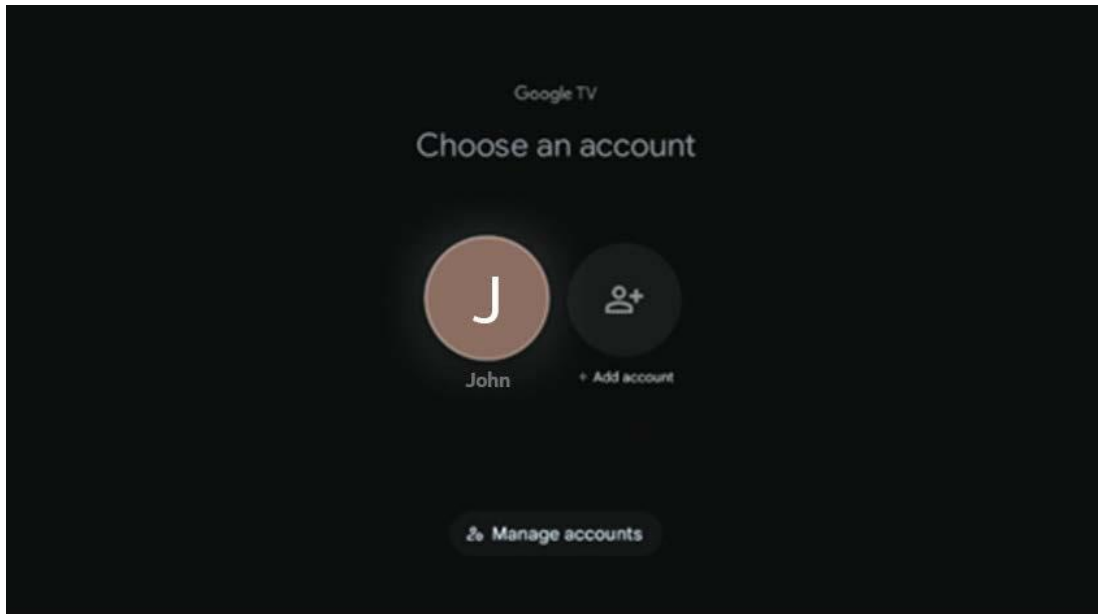 Google TV
Choose an account
J
John
+ Add account
Manage accounts